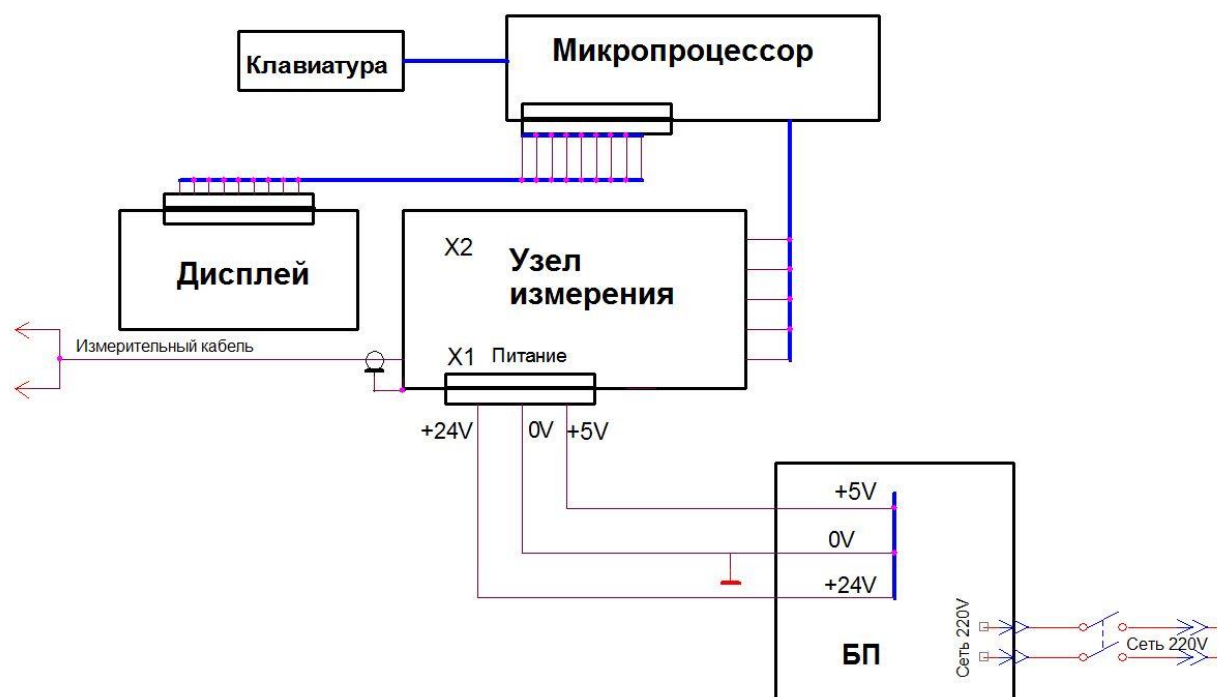 Микропроцессор
Клавиатура
Дисплей
X2
Узел
измерения
Измерительный кабель
X1 Питание
+24V 0V +5V
+5V
0V
+24V
БП
Сеть 220V
Сеть 220V